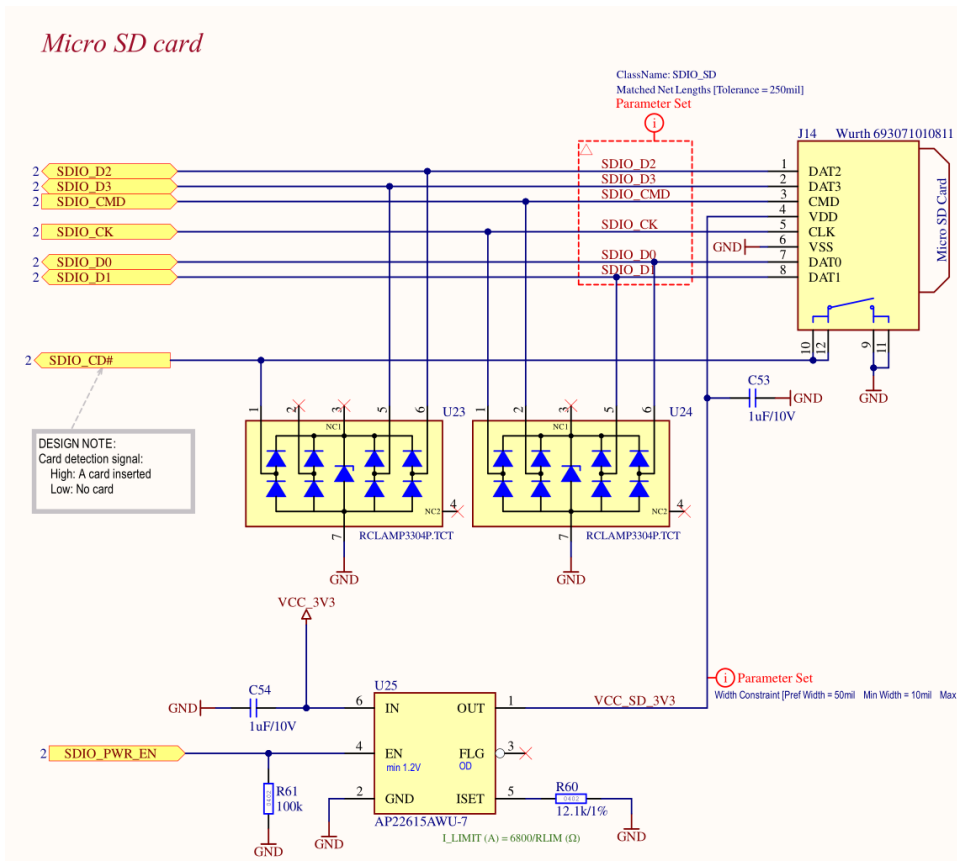 Micro SD card
ClassName: SDIO_SD
Matched Net Lengths [Tolerance = 250mil]
Parameter Set
i
J14 Wurth 693071010811
2 SDIO_D2 SDIO_D2 1 DAT2
2 SDIO_D3 SDIO_D3 2 DAT3
2 SDIO_CMD SDIO_CMD 3 CMD
4 VDD
2 SDIO_CK SDIO_CK 5 CLK
GND 6 VSS
2 SDIO_D0 SDIO_D0 7 DAT0
2 SDIO_D1 SDIO_D1 8 DAT1
Micro SD Card
10 12 9 11
2 SDIO_CD#
C53
GND
1uF/10V
GND
1 2 3 5 6 U23
NC1
4
NC2
RCLAMP3304P.TCT
7
GND
1 2 3 5 6 U24
NC1
4
NC2
RCLAMP3304P.TCT
7
GND
DESIGN NOTE:
Card detection signal:
High: A card inserted
Low: No card
VCC_3V3
i Parameter Set
Width Constraint [Pref Width = 50mil Min Width = 10mil Max
C54
GND
1uF/10V
U25
6 IN OUT 1 VCC_SD_3V3
2 SDIO_PWR_EN 4 EN FLG 3
min 1.2V OD
R61
100k
0402
GND
2 GND ISET 5
R60
0402
12.1k/1%
GND
GND
AP22615AWU-7
I_LIMIT (A) = 6800/RLIM (Ω)